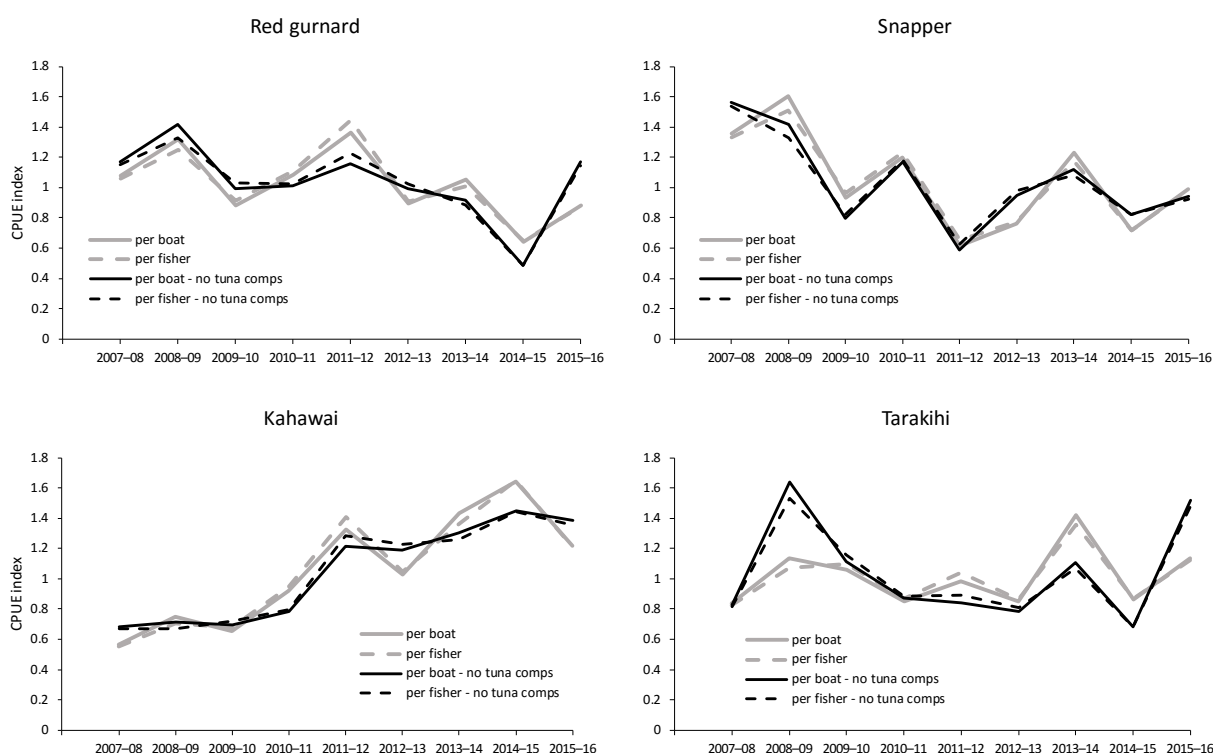 Red gurnard
CPUE index
1.8
1.6
1.4
1.2
1
0.8
0.6
0.4
0.2
0
per boat
per fisher
per boat - no tuna comps
per fisher - no tuna comps
2007–08 2008–09 2009–10 2010–11 2011–12 2012–13 2013–14 2014–15 2015–16
Snapper
1.8
1.6
1.4
1.2
1
0.8
0.6
0.4
0.2
0
per boat
per fisher
per boat - no tuna comps
per fisher - no tuna comps
2007–08 2008–09 2009–10 2010–11 2011–12 2012–13 2013–14 2014–15 2015–16
Kahawai
CPUE index
1.8
1.6
1.4
1.2
1
0.8
0.6
0.4
0.2
0
per boat
per fisher
per boat - no tuna comps
per fisher - no tuna comps
2007–08 2008–09 2009–10 2010–11 2011–12 2012–13 2013–14 2014–15 2015–16
Tarakihi
1.8
1.6
1.4
1.2
1
0.8
0.6
0.4
0.2
0
per boat
per fisher
per boat - no tuna comps
per fisher - no tuna comps
2007–08 2008–09 2009–10 2010–11 2011–12 2012–13 2013–14 2014–15 2015–16